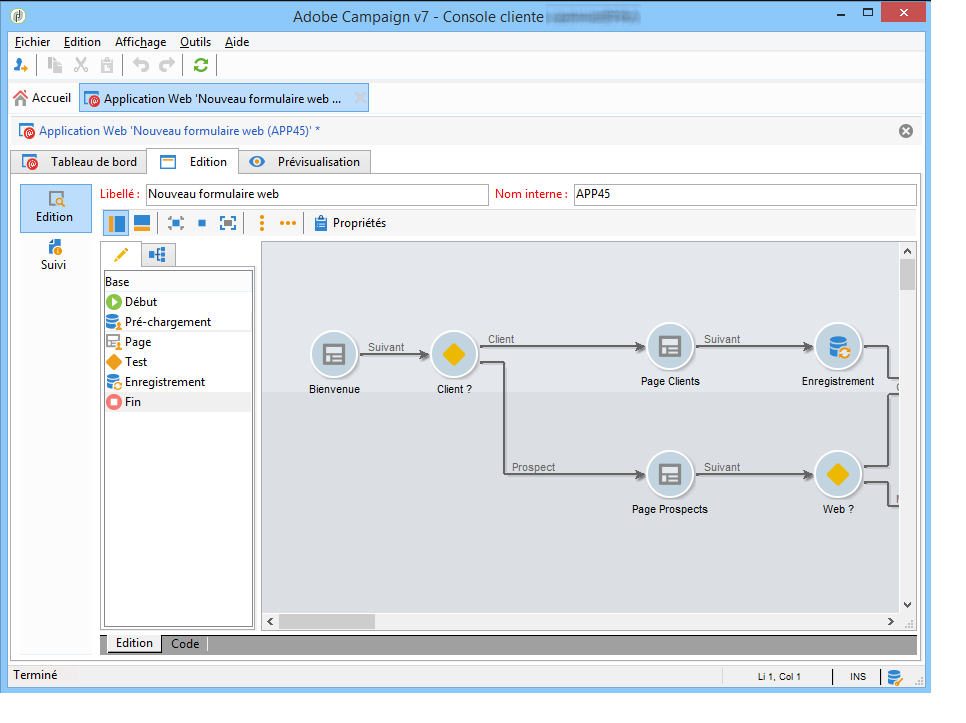 Adobe Campaign v7 - Console cliente
Fichier Edition Affichage Outils Aide
Accueil Application Web 'Nouveau formulaire web ...
Application Web 'Nouveau formulaire web (APP45)' *
Tableau de bord Edition Prévisualisation
Edition
Suivi
Libellé : Nouveau formulaire web Nom interne : APP45
Propriétés
Base
Début
Pré-chargement
Page
Test
Enregistrement
Fin
Bienvenue
Suivant
Client ?
Client
Page Clients
Suivant
Enregistrement
Prospect
Page Prospects
Suivant
Web ?
Edition Code
Terminé Li 1, Col 1 INS